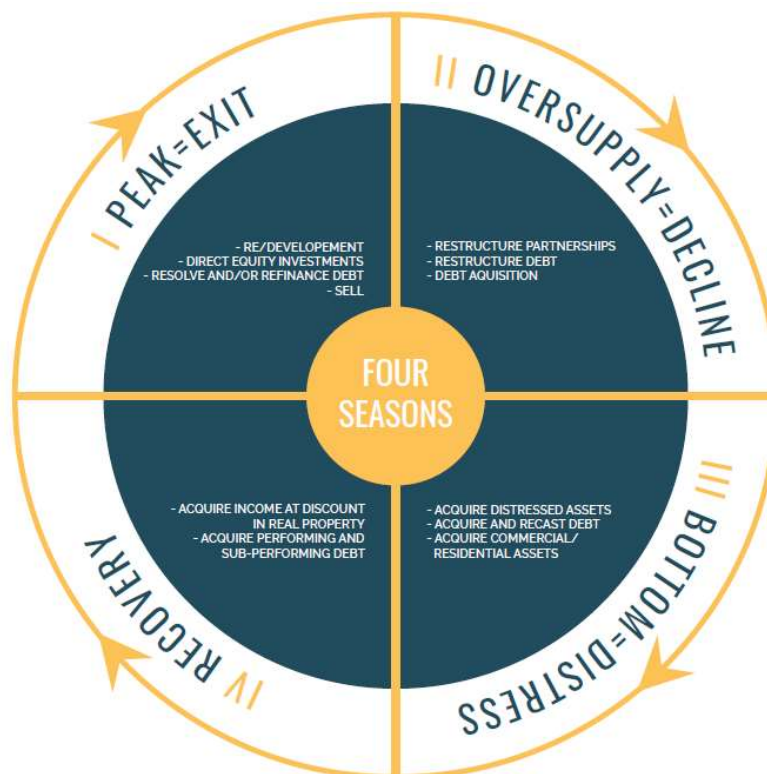 I PEAK=EXIT
- RE/DEVELOPEMENT
- DIRECT EQUITY INVESTMENTS
- RESOLVE AND/OR REFINANCE DEBT
- SELL
II OVERSUPPLY=DECLINE
- RESTRUCTURE PARTNERSHIPS
- RESTRUCTURE DEBT
- DEBT AQUISITION
FOUR
SEASONS
III BOTTOM=DISTRESS
- ACQUIRE DISTRESSED ASSETS
- ACQUIRE AND RECAST DEBT
- ACQUIRE COMMERCIAL/
RESIDENTIAL ASSETS
IV RECOVERY
- ACQUIRE INCOME AT DISCOUNT
IN REAL PROPERTY
- ACQUIRE PERFORMING AND
SUB-PERFORMING DEBT